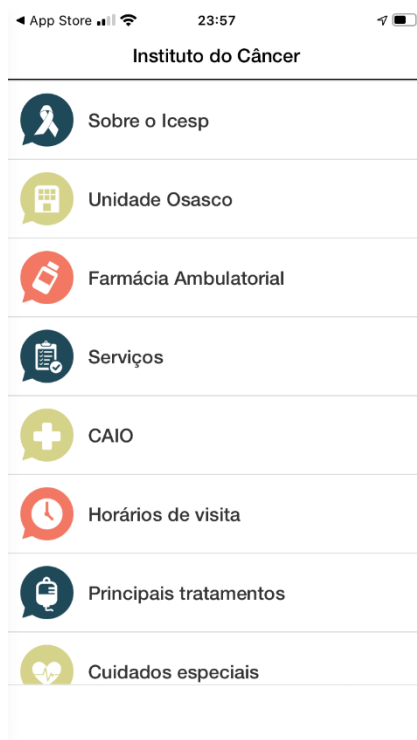 App Store
23:57
Instituto do Câncer
Sobre o Icesp
Unidade Osasco
Farmácia Ambulatorial
Serviços
CAIO
Horários de visita
Principais tratamentos
Cuidados especiais